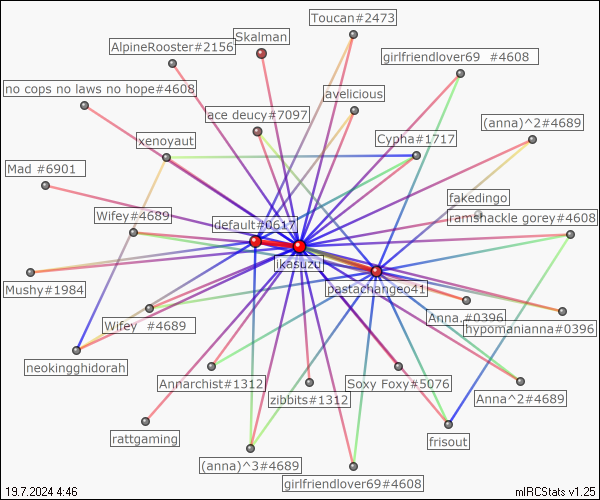 Toucan#2473
Skalman
AlpineRooster#2156
girlfriendlover69 #4608
no cops no laws no hope#4608
avelicious
ace deucy#7097
(anna)^2#4689
xenoyaut
Cypha#1717
Mad #6901
fakedingo
Wifey#4689
default#0617
ramshackle gorey#4608
ikasuzu
Mushy#1984
pastachangeo41
Anna.#0396
Wifey #4689
hypomanianna#0396
neokingghidorah
Annarchist#1312
Soxy Foxy#5076
zibbits#1312
Anna^2#4689
rattgaming
frisout
(anna)^3#4689
girlfriendlover69#4608
19.7.2024 4:46
mIRCStats v1.25